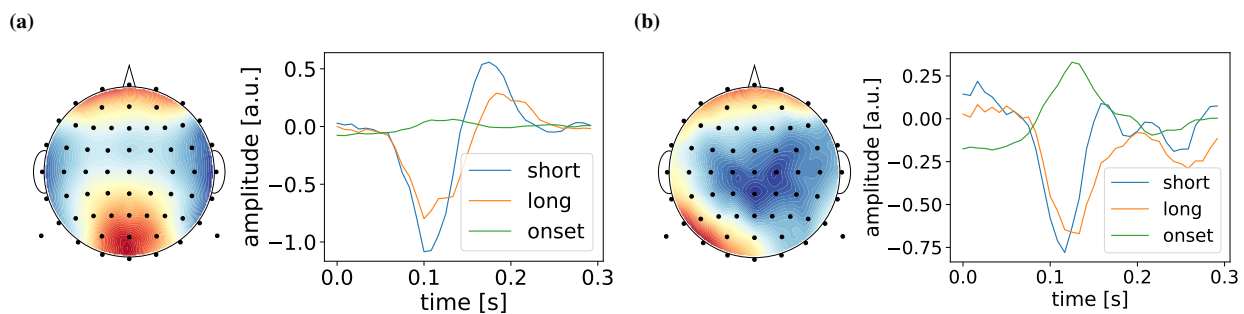 (a)
amplitude [a.u.]
0.5
0.0
−0.5
−1.0
short
long
onset
0.0
0.1
0.2
0.3
time [s]
(b)
amplitude [a.u.]
0.25
0.00
−0.25
−0.50
−0.75
short
long
onset
0.0
0.1
0.2
0.3
time [s]